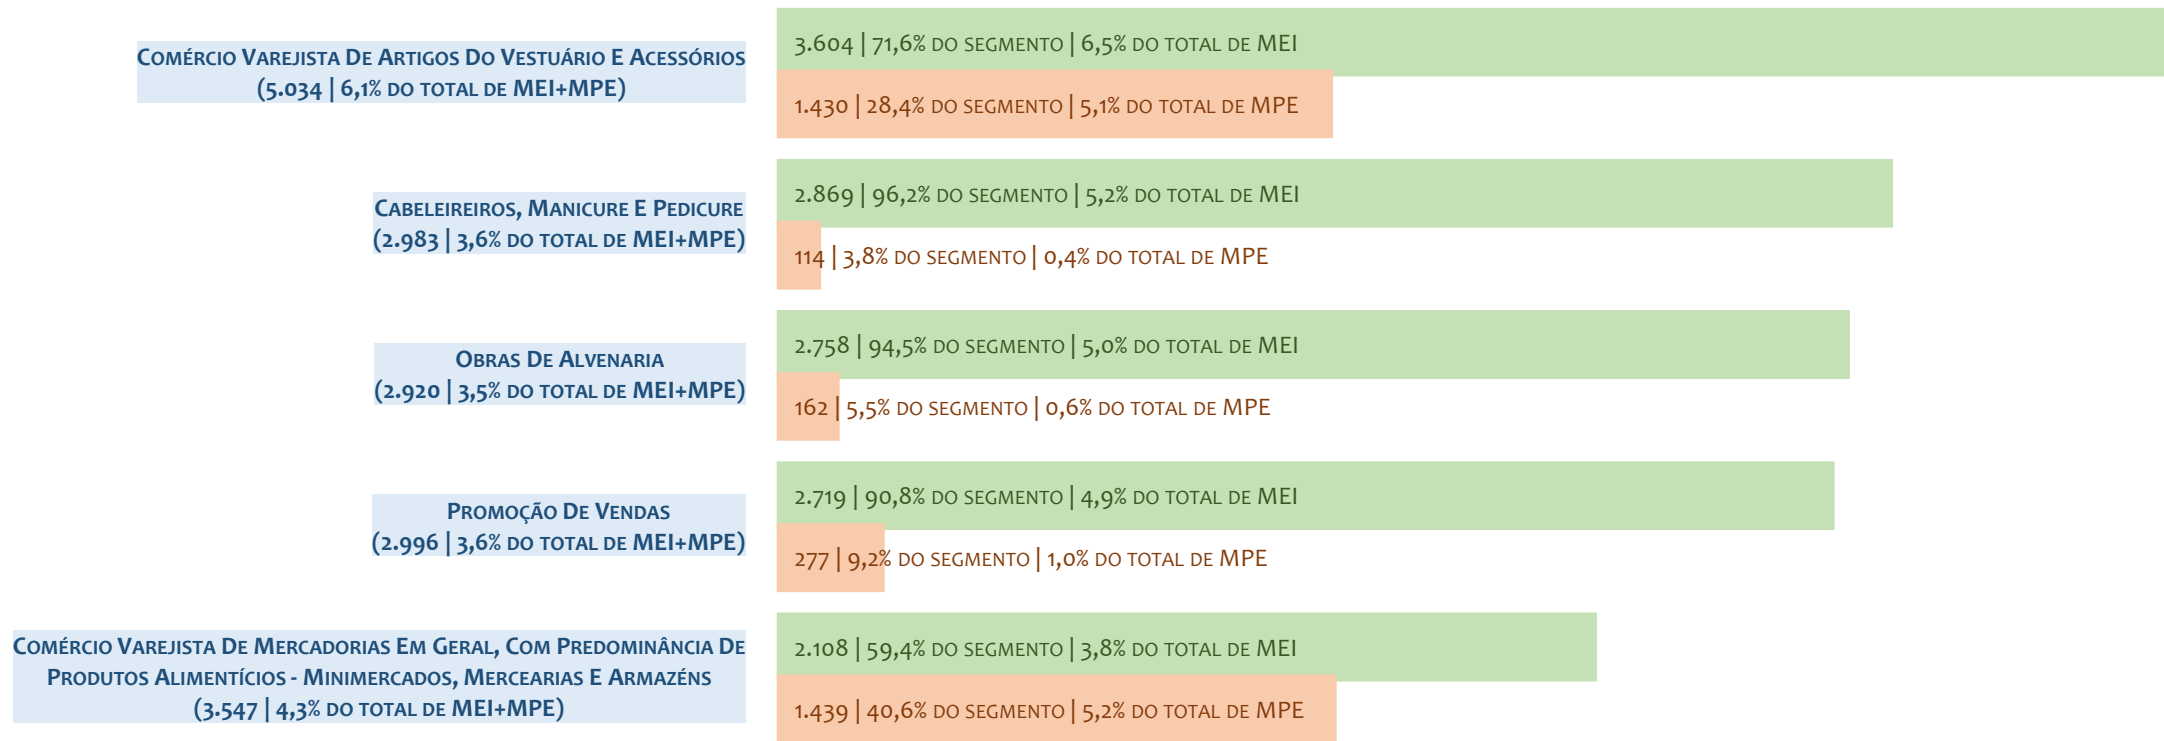 Comércio Varejista De Artigos Do Vestuário E Acessórios
(5.034 | 6,1% do total de MEI+MPE)
3.604 | 71,6% do segmento | 6,5% do total de MEI
1.430 | 28,4% do segmento | 5,1% do total de MPE
Cabeleireiros, Manicure E Pedicure
(2.983 | 3,6% do total de MEI+MPE)
2.869 | 96,2% do segmento | 5,2% do total de MEI
114 | 3,8% do segmento | 0,4% do total de MPE
Obras De Alvenaria
(2.920 | 3,5% do total de MEI+MPE)
2.758 | 94,5% do segmento | 5,0% do total de MEI
162 | 5,5% do segmento | 0,6% do total de MPE
Promoção De Vendas
(2.996 | 3,6% do total de MEI+MPE)
2.719 | 90,8% do segmento | 4,9% do total de MEI
277 | 9,2% do segmento | 1,0% do total de MPE
Comércio Varejista De Mercadorias Em Geral, Com Predominância De
Produtos Alimentícios - Minimercados, Mercearias E Armazéns
(3.547 | 4,3% do total de MEI+MPE)
2.108 | 59,4% do segmento | 3,8% do total de MEI
1.439 | 40,6% do segmento | 5,2% do total de MPE